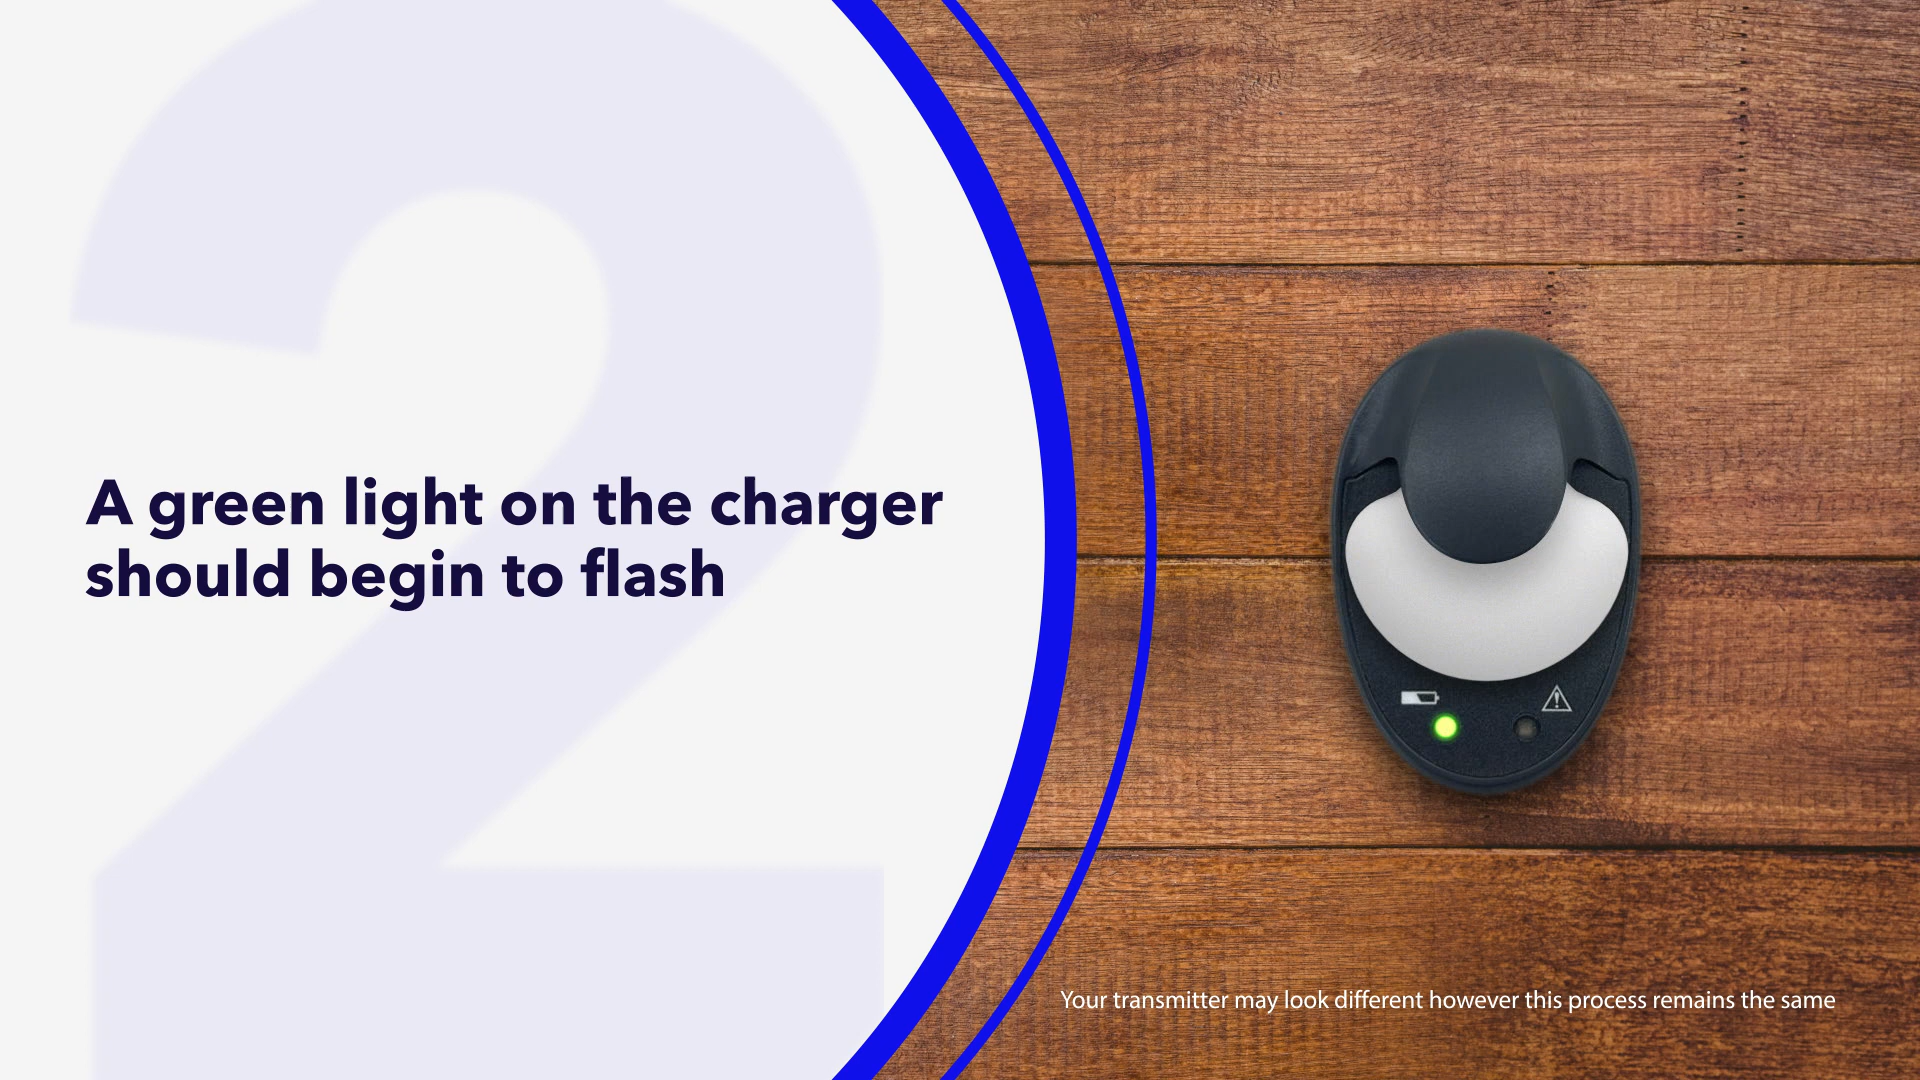 2
A green light on the charger
should begin to flash
Your transmitter may look different however this process remains the same